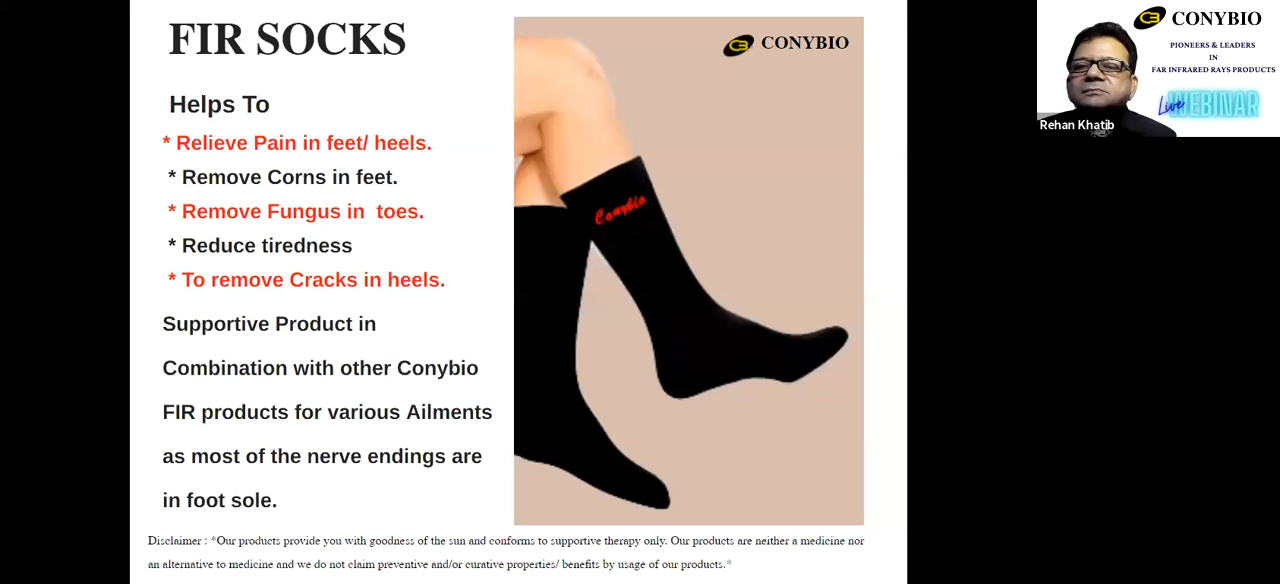 FIR SOCKS
Helps To
* Relieve Pain in feet/ heels.
* Remove Corns in feet.
* Remove Fungus in  toes.
* Reduce tiredness
* To remove Cracks in heels.
Supportive Product in
Combination with other Conybio
FIR products for various Ailments
as most of the nerve endings are
in foot sole.
CB CONYBIO
Conybio
Disclaimer : *Our products provide you with goodness of the sun and conforms to supportive therapy only. Our products are neither a medicine nor
an alternative to medicine and we do not claim preventive and/or curative properties/ benefits by usage of our products.*
CB CONYBIO
PIONEERS & LEADERS
IN
FAR INFRARED RAYS PRODUCTS
Live WEBINAR
Rehan Khatib